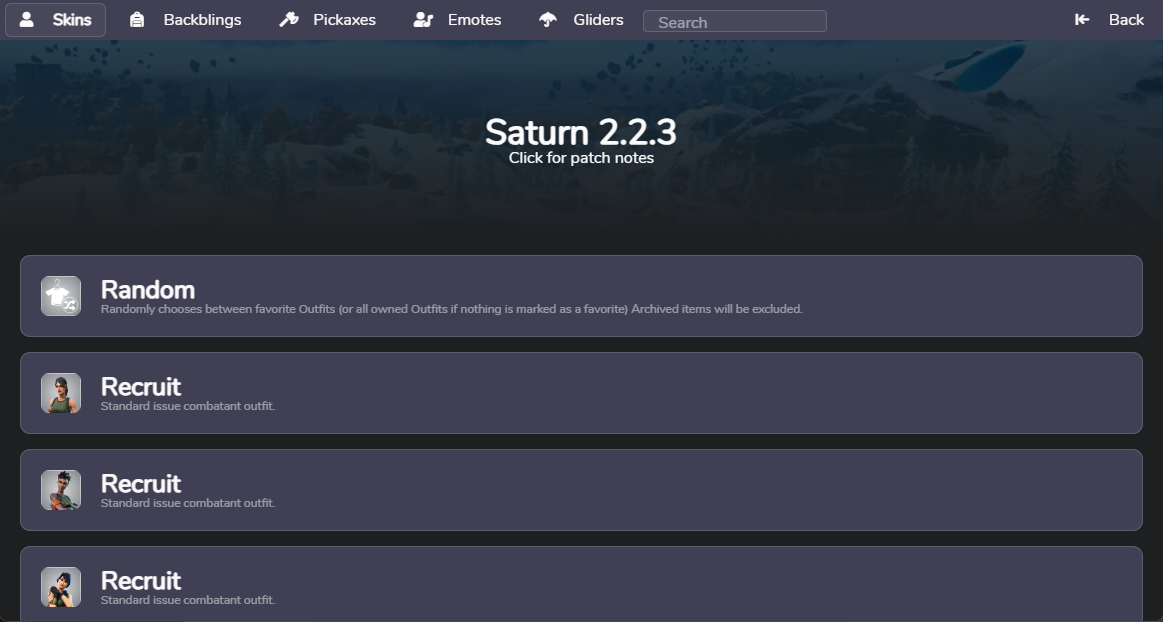 Skins Backblings Pickaxes Emotes Gliders Search Back
Saturn 2.2.3
Click for patch notes
Random
Randomly chooses between favorite Outfits (or all owned Outfits if nothing is marked as a favorite) Archived items will be excluded.
Recruit
Standard issue combatant outfit.
Recruit
Standard issue combatant outfit.
Recruit
Standard issue combatant outfit.